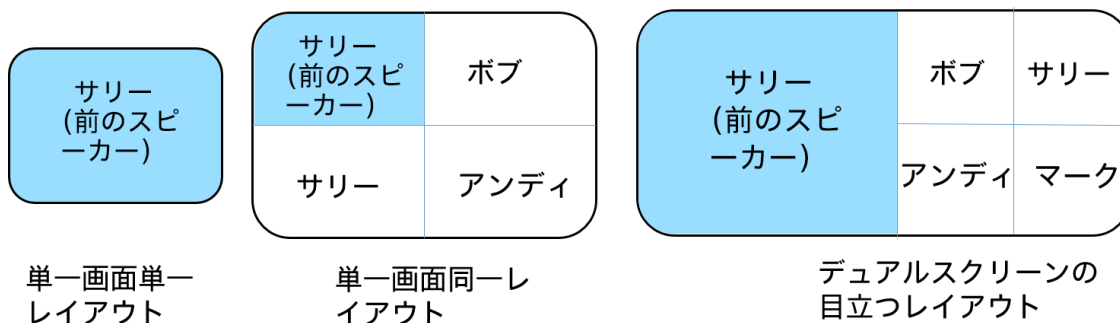 サリー
(前のスピ
ーカー)
サリー
(前のスピ
ーカー)
ボブ
サリー
アンディ
サリー
(前のスピ
ーカー)
ボブ
サリー
アンディ
マーク
単一画面単一
レイアウト
単一画面同一レ
イアウト
デュアルスクリーンの
目立つレイアウト